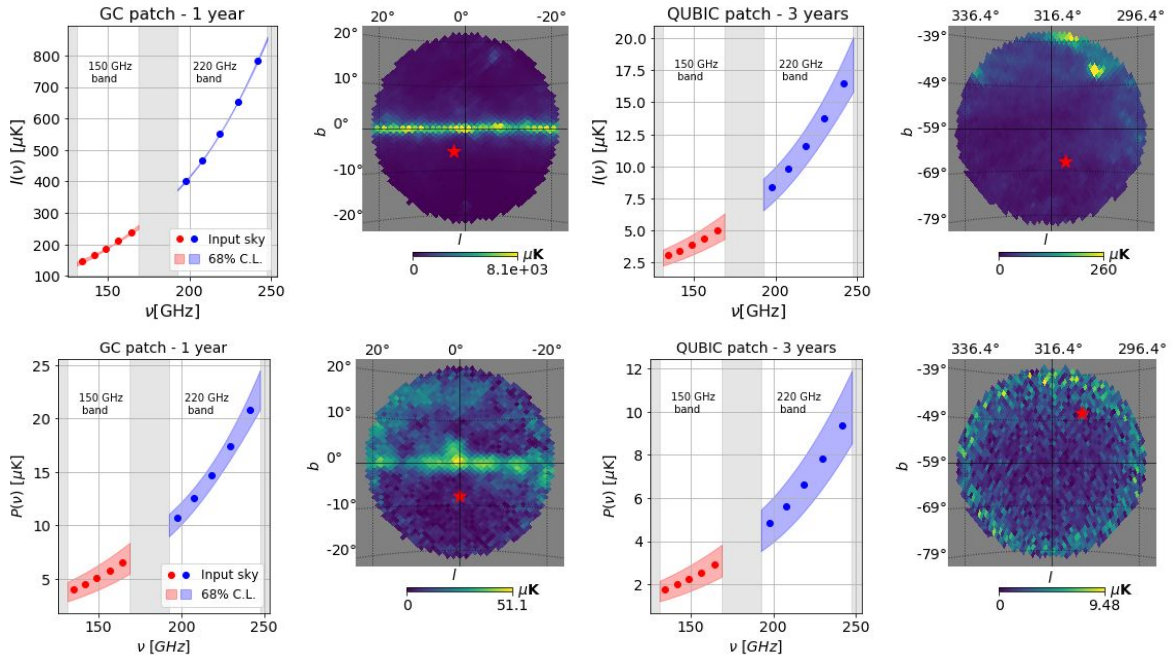 GC patch - 1 year
150 GHz
band
220 GHz
band
800
700
600
500
400
300
200
100
I(ν) [μK]
Input sky
68% C.L.
150
200
250
ν[GHz]
20°
0°
-20°
20°
10°
0°
-10°
-20°
b
l
μK
0
8.1e+03
QUBIC patch - 3 years
150 GHz
band
220 GHz
band
20.0
17.5
15.0
12.5
10.0
7.5
5.0
2.5
I(ν) [μK]
150
200
250
ν[GHz]
336.4°
316.4°
296.4°
-39°
-49°
-59°
-69°
-79°
b
l
μK
0
260
GC patch - 1 year
150 GHz
band
220 GHz
band
25
20
15
10
5
P(ν) [μK]
Input sky
68% C.L.
150
200
250
ν [GHz]
20°
0°
-20°
20°
10°
0°
-10°
-20°
b
l
μK
0
51.1
QUBIC patch - 3 years
150 GHz
band
220 GHz
band
12
10
8
6
4
2
P(ν) [μK]
150
200
250
ν [GHz]
336.4°
316.4°
296.4°
-39°
-49°
-59°
-69°
-79°
b
l
μK
0
9.48